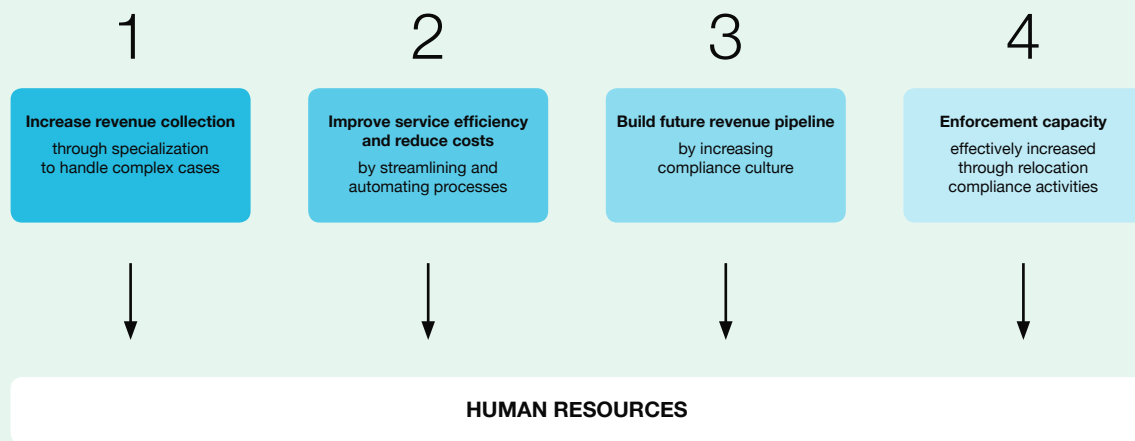 1
Increase revenue collection
through specialization
to handle complex cases
2
Improve service efficiency
and reduce costs
by streamlining and
automating processes
3
Build future revenue pipeline
by increasing
compliance culture
4
Enforcement capacity
effectively increased
through relocation
compliance activities
HUMAN RESOURCES